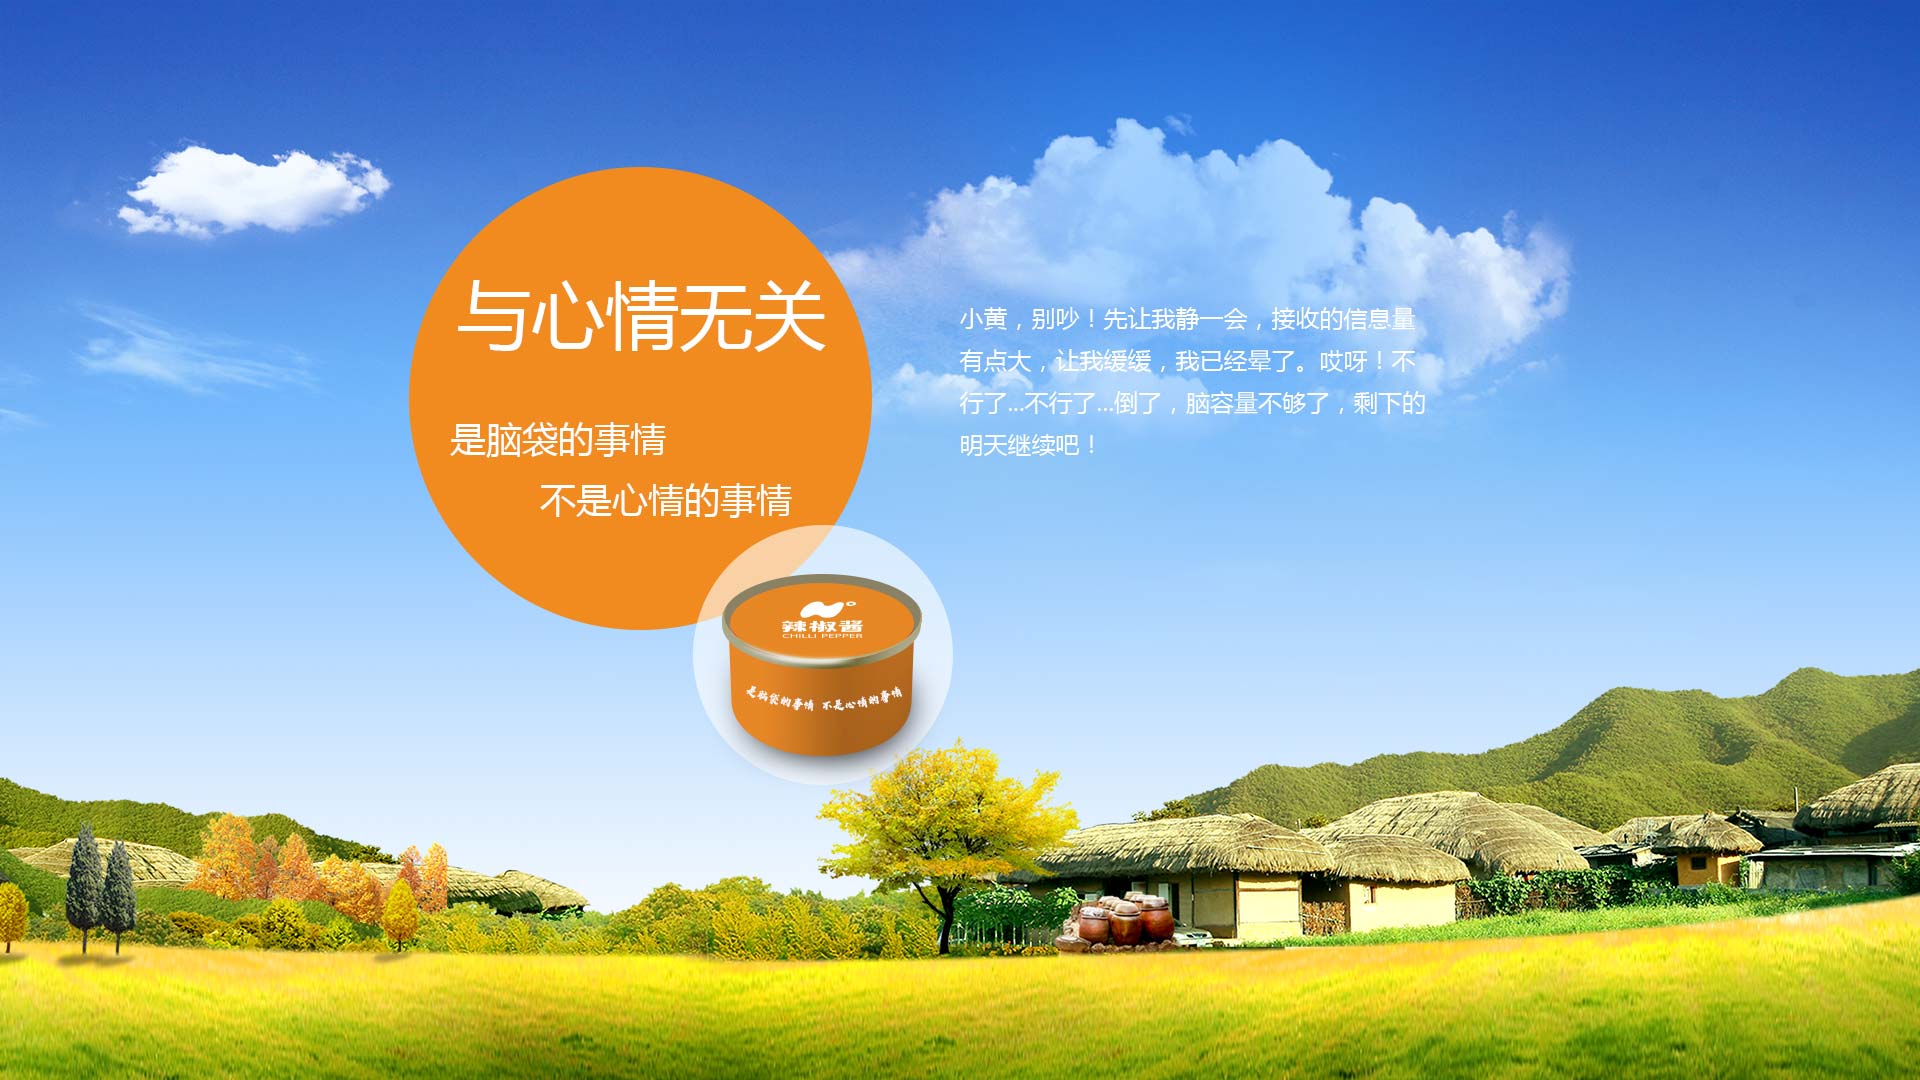 与心情无关
是脑袋的事情
不是心情的事情
小黄，别吵！先让我静一会，接收的信息量
有点大，让我缓缓，我已经晕了。哎呀！不
行了...不行了...倒了，脑容量不够了，剩下的
明天继续吧！
辣椒酱
CHILLI PEPPER
是脑袋的事情 不是心情的事情